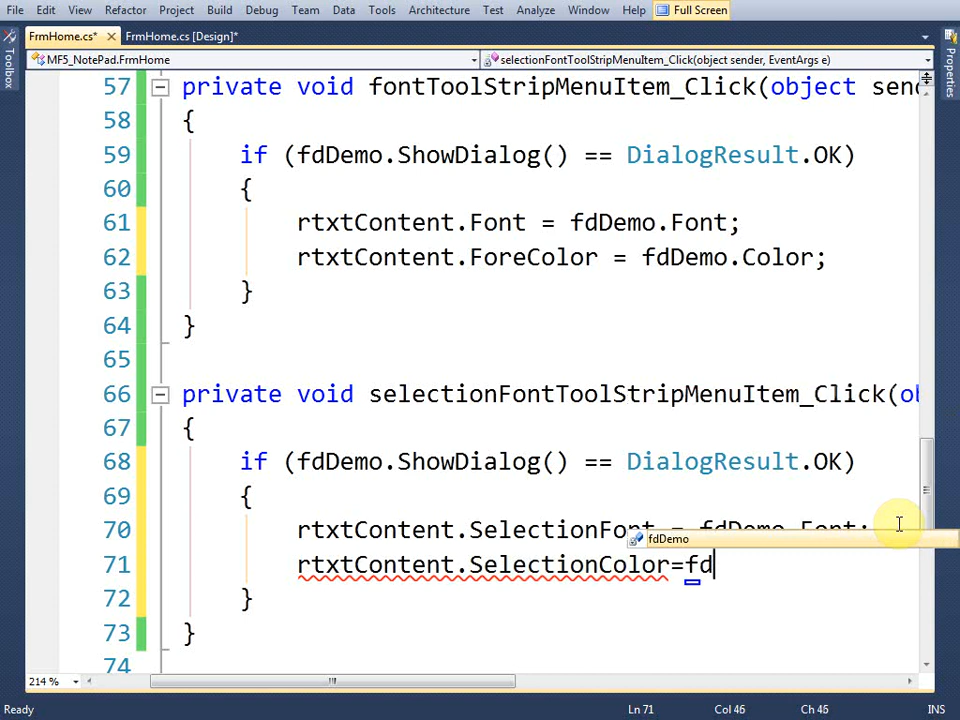 File Edit View Refactor Project Build Debug Team Data Tools Architecture Test Analyze Window Help Full Screen
FrmHome.cs* FrmHome.cs [Design]*
MF5_NotePad.FrmHome selectionFontToolStripMenuItem_Click(object sender, EventArgs e)
Toolbox
Properties
57 private void fontToolStripMenuItem_Click(object send
58 {
59 if (fdDemo.ShowDialog() == DialogResult.OK)
60 {
61 rtxtContent.Font = fdDemo.Font;
62 rtxtContent.ForeColor = fdDemo.Color;
63 }
64 }
65
66 private void selectionFontToolStripMenuItem_Click(ob
67 {
68 if (fdDemo.ShowDialog() == DialogResult.OK)
69 {
70 rtxtContent.SelectionFont = fdDemo.Font;
fdDemo
71 rtxtContent.SelectionColor=fd
72 }
73 }
74
214 %
Ready Ln 71 Col 46 Ch 46 INS